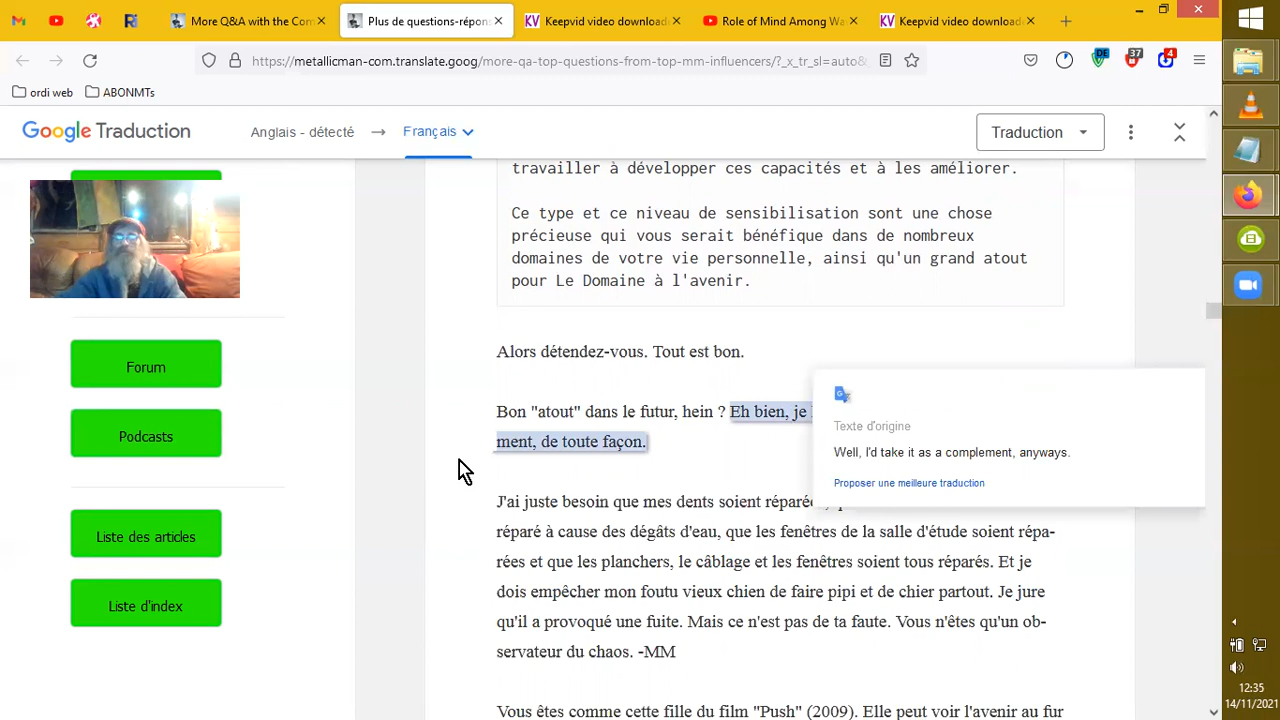 More Q&A with the Com
Plus de questions-répon
Keepvid video download
Role of Mind Among Wa
Keepvid video download
https://metallicman-com.translate.goog/more-qa-with-questions-from-top-mm-influencers/?_x_tr_sl=auto&
DE
37
4
ordi web
ABONMTs
Google Traduction
Anglais - détecté
Français
Traduction
travailler à développer ces capacités et à les améliorer.
Ce type et ce niveau de sensibilisation sont une chose
précieuse qui vous serait bénéfique dans de nombreux
domaines de votre vie personnelle, ainsi qu'un grand atout
pour Le Domaine à l'avenir.
Forum
Podcasts
Liste des articles
Liste d'index
Alors détendez-vous. Tout est bon.
Bon "atout" dans le futur, hein ? Eh bien, je
ment, de toute façon.
Texte d'origine
Well, I'd take it as a complement, anyways.
Proposer une meilleure traduction
J'ai juste besoin que mes dents soient réparées,
réparé à cause des dégâts d'eau, que les fenêtres de la salle d'étude soient répa-
rées et que les planchers, le câblage et les fenêtres soient tous réparés. Et je
dois empêcher mon foutu vieux chien de faire pipi et de chier partout. Je jure
qu'il a provoqué une fuite. Mais ce n'est pas de ta faute. Vous n'êtes qu'un ob-
servateur du chaos. -MM
Vous êtes comme cette fille du film "Push" (2009). Elle peut voir l'avenir au fur
12:35
14/11/2021